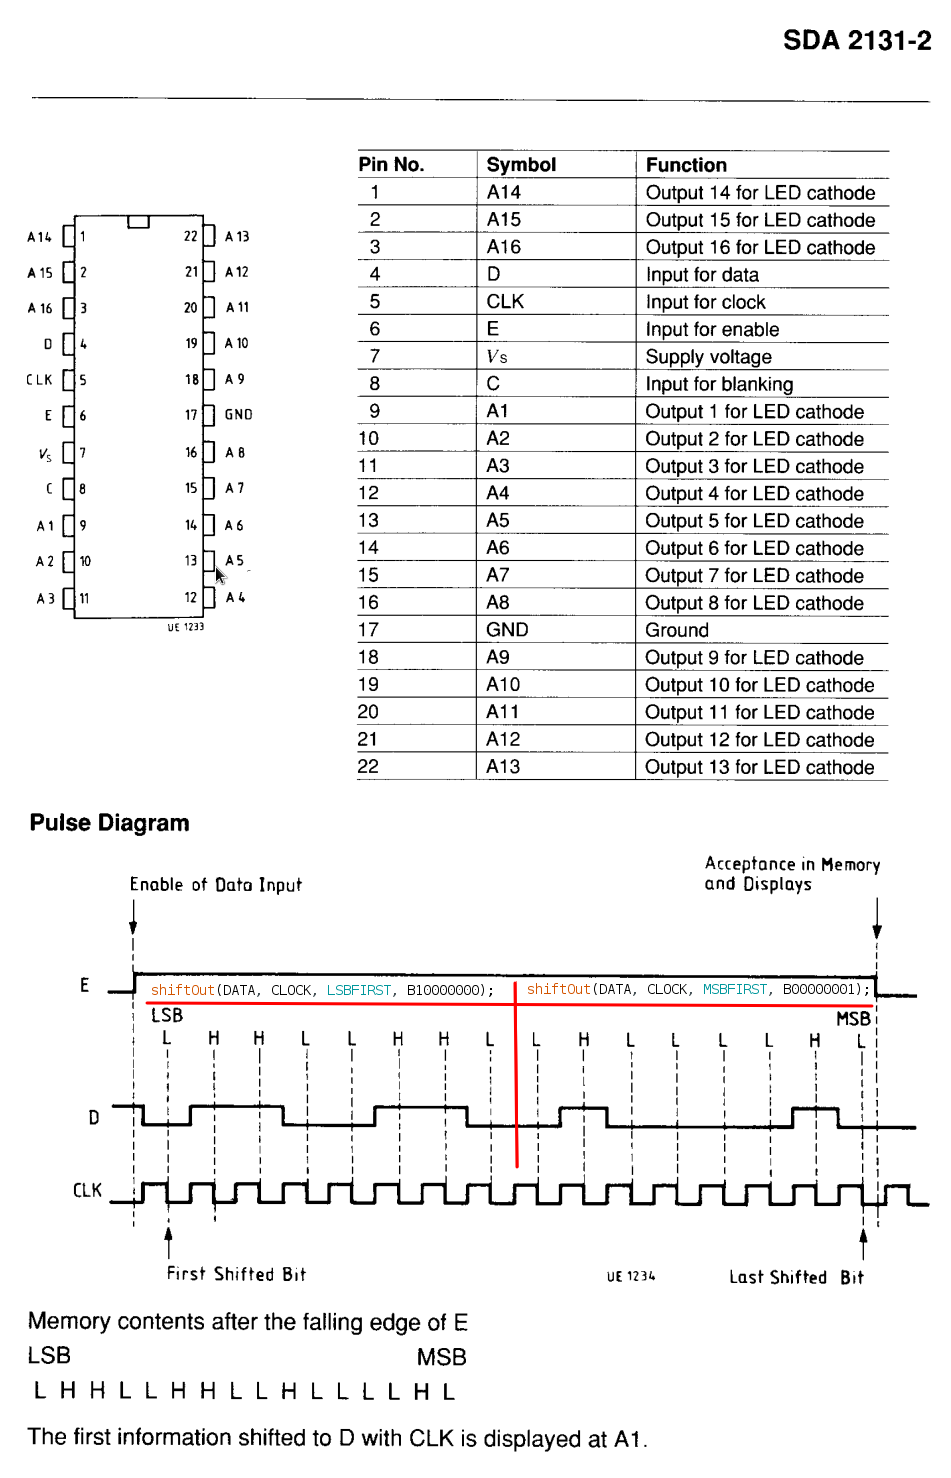 SDA 2131-2
Pin No. Symbol Function
1 A14 Output 14 for LED cathode
2 A15 Output 15 for LED cathode
3 A16 Output 16 for LED cathode
4 D Input for data
5 CLK Input for clock
6 E Input for enable
7 Vs Supply voltage
8 C Input for blanking
9 A1 Output 1 for LED cathode
10 A2 Output 2 for LED cathode
11 A3 Output 3 for LED cathode
12 A4 Output 4 for LED cathode
13 A5 Output 5 for LED cathode
14 A6 Output 6 for LED cathode
15 A7 Output 7 for LED cathode
16 A8 Output 8 for LED cathode
17 GND Ground
18 A9 Output 9 for LED cathode
19 A10 Output 10 for LED cathode
20 A11 Output 11 for LED cathode
21 A12 Output 12 for LED cathode
22 A13 Output 13 for LED cathode
A14 1 22 A13
A15 2 21 A12
A16 3 20 A11
D 4 19 A10
CLK 5 18 A9
E 6 17 GND
Vs 7 16 A8
C 8 15 A7
A1 9 14 A6
A2 10 13 A5
A3 11 12 A4
UE 1233
Pulse Diagram
Enable of Data Input
Acceptance in Memory
and Displays
E
shiftOut(DATA, CLOCK, LSBFIRST, B10000000); shiftOut(DATA, CLOCK, MSBFIRST, B00000001);
LSB MSB
L H H L L H H L L H L L L L H L
D
CLK
First Shifted Bit UE 1234 Last Shifted Bit
Memory contents after the falling edge of E
LSB MSB
L H H L L H H L L H L L L L H L
The first information shifted to D with CLK is displayed at A1.